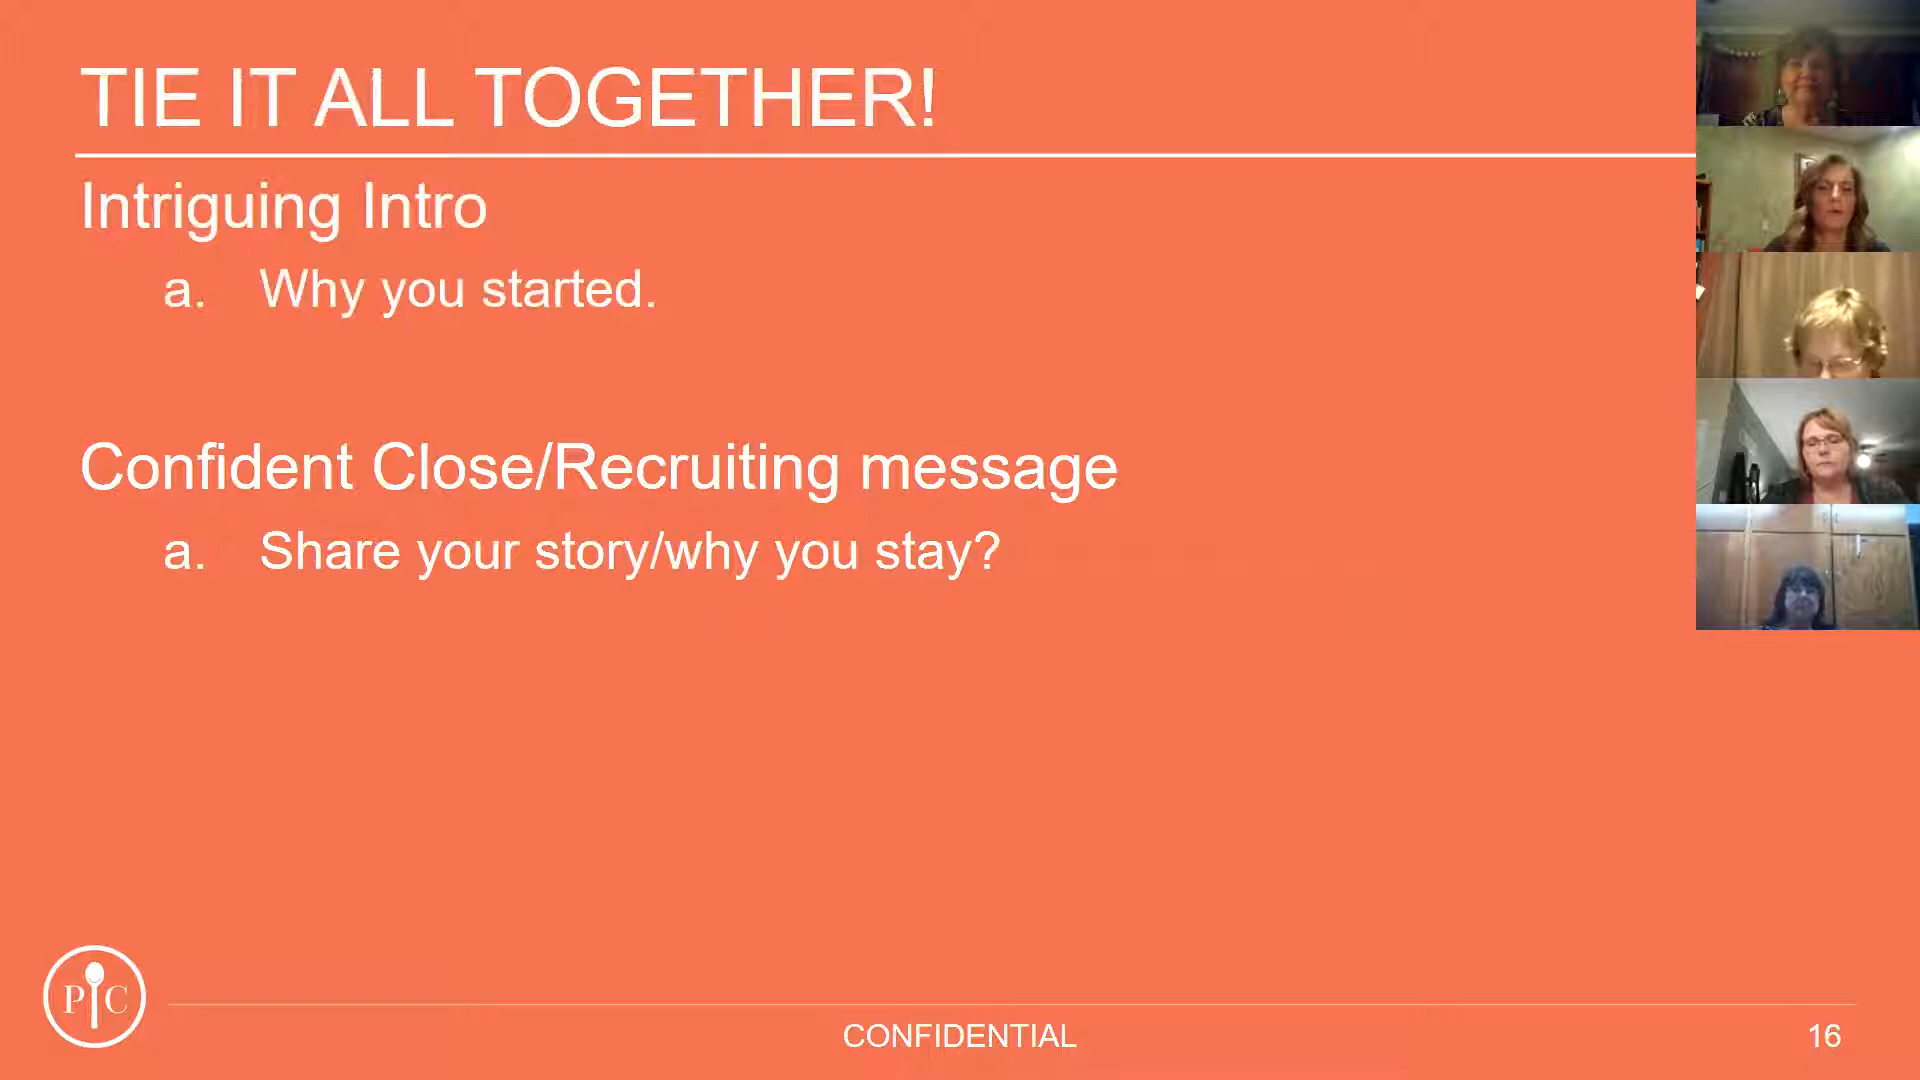 TIE IT ALL TOGETHER!
Intriguing Intro
a. Why you started.
Confident Close/Recruiting message
a. Share your story/why you stay?
P C
CONFIDENTIAL
16